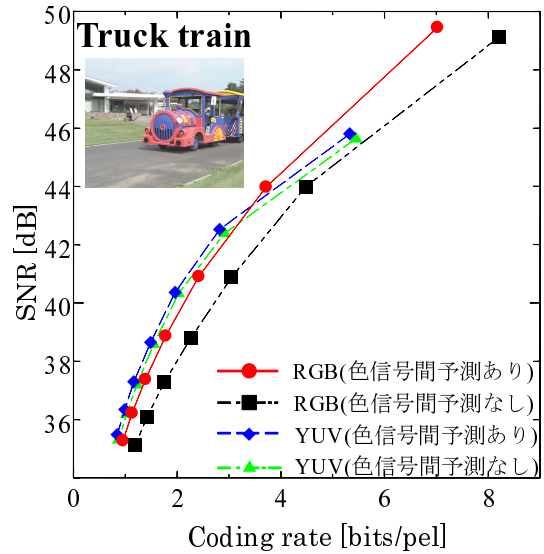 Truck train
50
48
46
44
42
40
38
36
SNR [dB]
RGB(色信号間予測あり)
RGB(色信号間予測なし)
YUV(色信号間予測あり)
YUV(色信号間予測なし)
0 2 4 6 8
Coding rate [bits/pel]